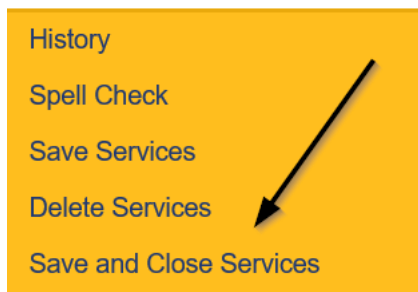 History
Spell Check
Save Services
Delete Services
Save and Close Services